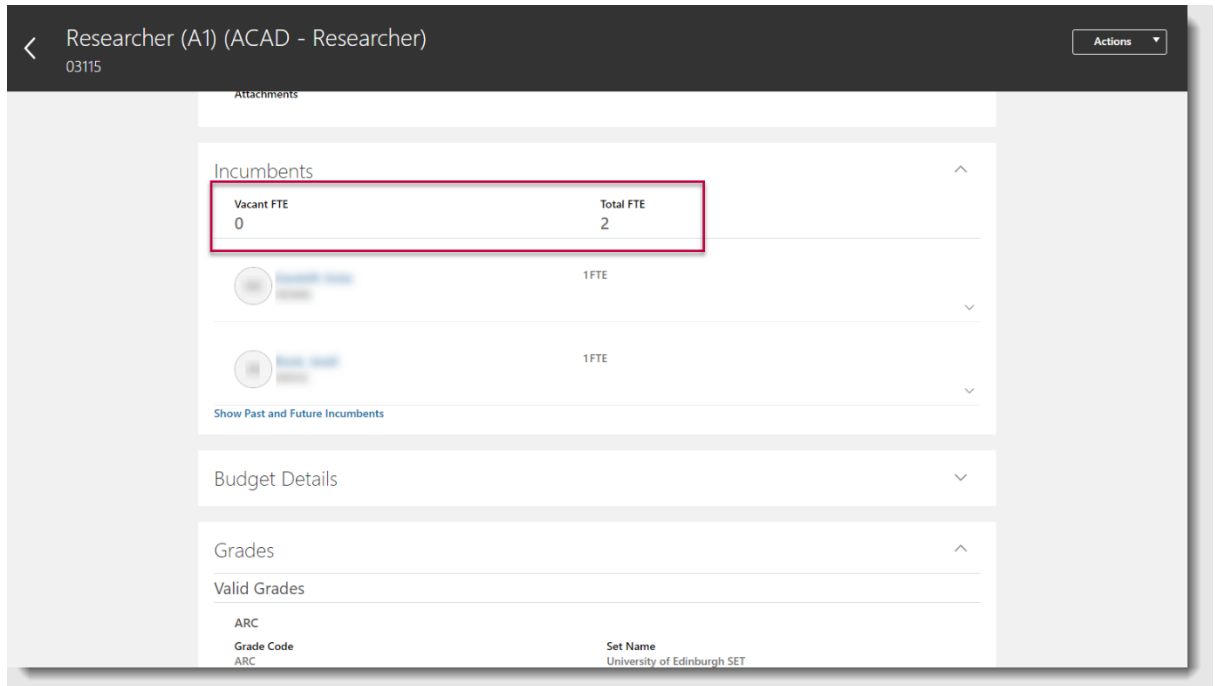 Researcher (A1) (ACAD - Researcher)
03115
Actions
Attachments
Incumbents
Vacant FTE Total FTE
0 2
1 FTE
1 FTE
Show Past and Future Incumbents
Budget Details
Grades
Valid Grades
ARC
Grade Code Set Name
ARC University of Edinburgh SET